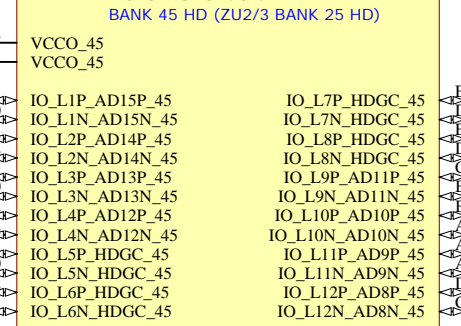 BANK 45 HD (ZU2/3 BANK 25 HD)
VCCO_45
VCCO_45
IO_L1P_AD15P_45
IO_L1N_AD15N_45
IO_L2P_AD14P_45
IO_L2N_AD14N_45
IO_L3P_AD13P_45
IO_L3N_AD13N_45
IO_L4P_AD12P_45
IO_L4N_AD12N_45
IO_L5P_HDGC_45
IO_L5N_HDGC_45
IO_L6P_HDGC_45
IO_L6N_HDGC_45
IO_L7P_HDGC_45
IO_L7N_HDGC_45
IO_L8P_HDGC_45
IO_L8N_HDGC_45
IO_L9P_AD11P_45
IO_L9N_AD11N_45
IO_L10P_AD10P_45
IO_L10N_AD10N_45
IO_L11P_AD9P_45
IO_L11N_AD9N_45
IO_L12P_AD8P_45
IO_L12N_AD8N_45